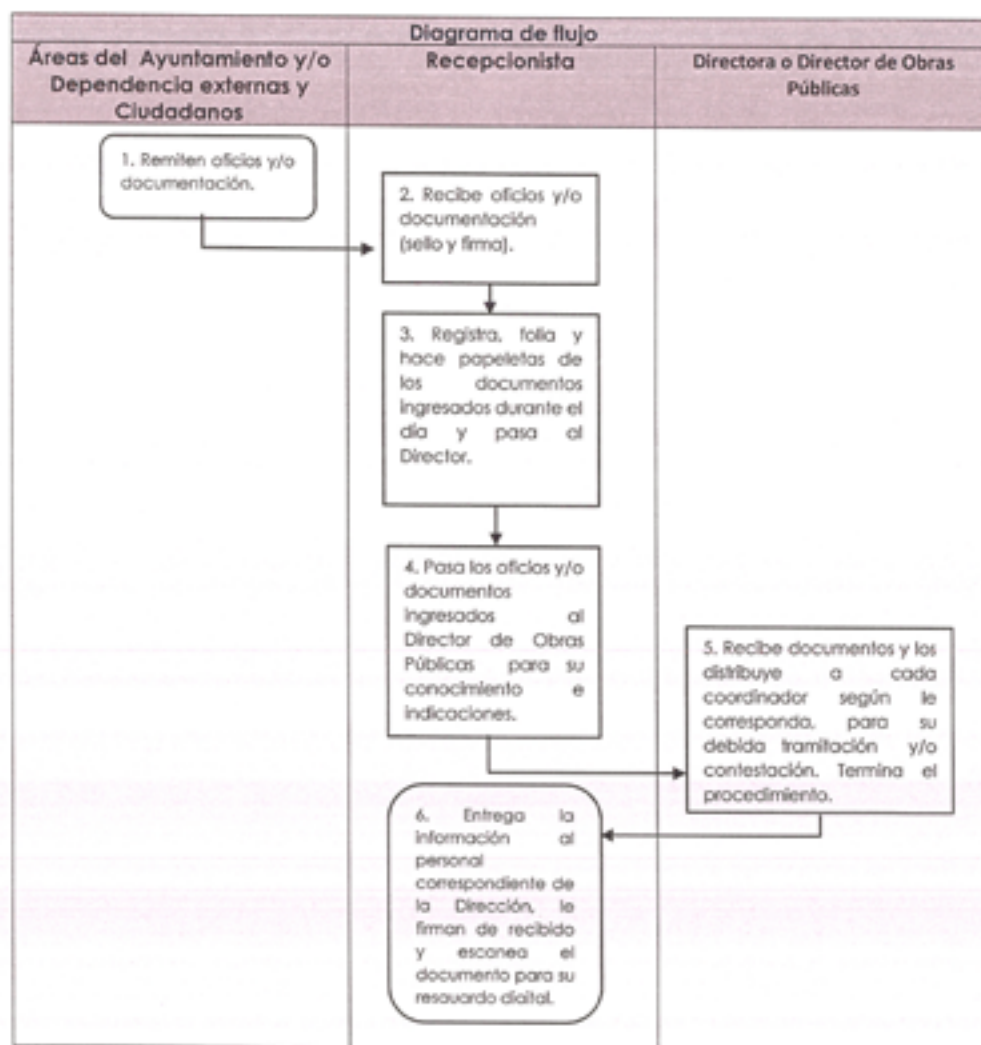 Diagrama de flujo
Áreas del Ayuntamiento y/o
Dependencia externas y
Ciudadanos
Recepcionista
Directora o Director de Obras
Públicas
1. Remiten oficios y/o
documentación.
2. Recibe oficios y/o
documentación
(sello y firma).
3. Registra, folia y
hace papeletas de
los documentos
ingresados durante el
día y pasa al
Director.
4. Pasa los oficios y/o
documentos
ingresados al
Director de Obras
Públicas para su
conocimiento e
indicaciones.
5. Recibe documentos y los
distribuye a cada
coordinador según le
corresponda, para su
debida tramitación y/o
contestación. Termina el
procedimiento.
6. Entrega la
información al
personal
correspondiente de
la Dirección, le
firman de recibido
y escanea el
documento para su
resguardo digital.